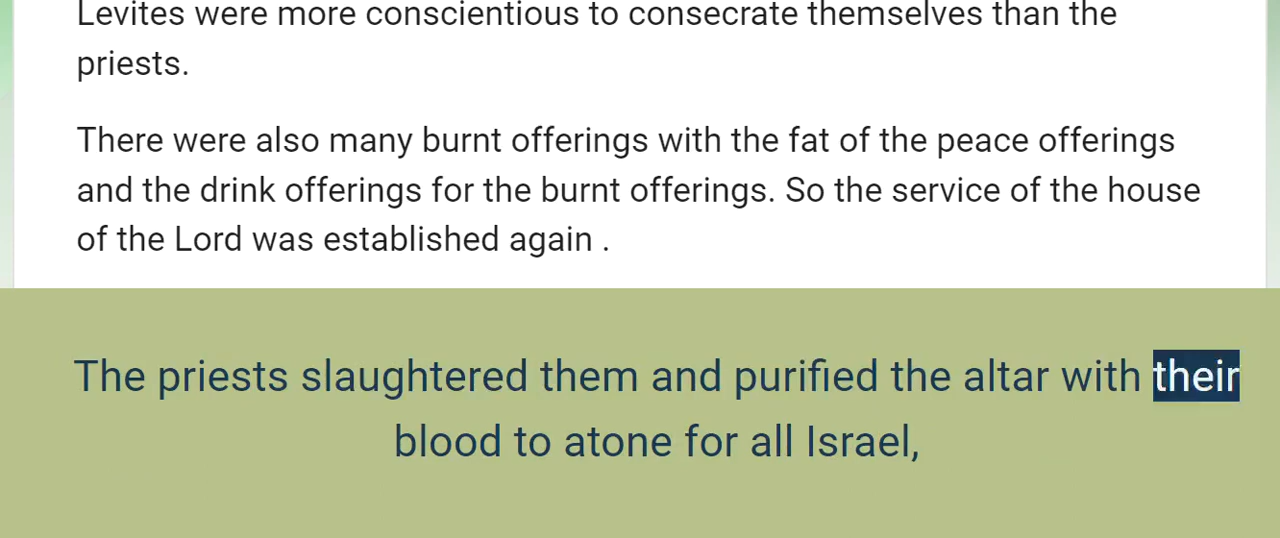 Levites were more conscientious to consecrate themselves than the
priests.
There were also many burnt offerings with the fat of the peace offerings
and the drink offerings for the burnt offerings. So the service of the house
of the Lord was established again .
The priests slaughtered them and purified the altar with their
blood to atone for all Israel,